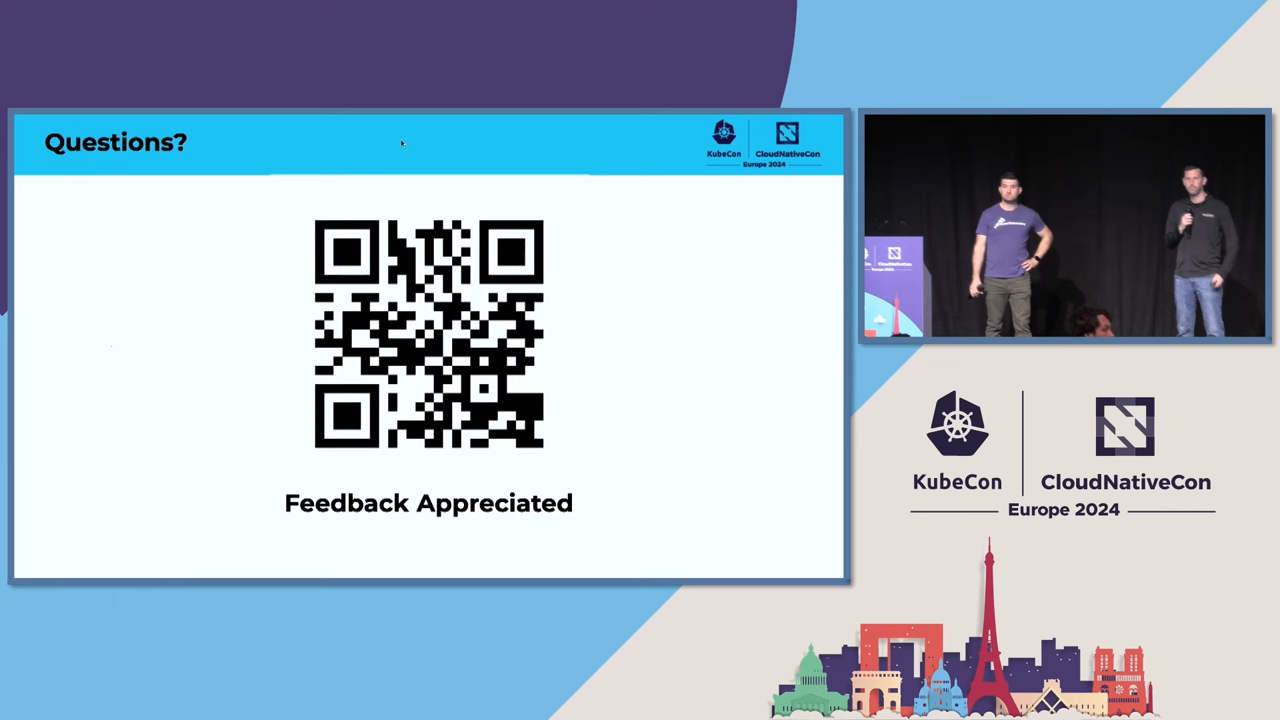 Questions?
KubeCon
CloudNativeCon
Europe 2024
Feedback Appreciated
KubeCon
CloudNativeCon
Europe 2024